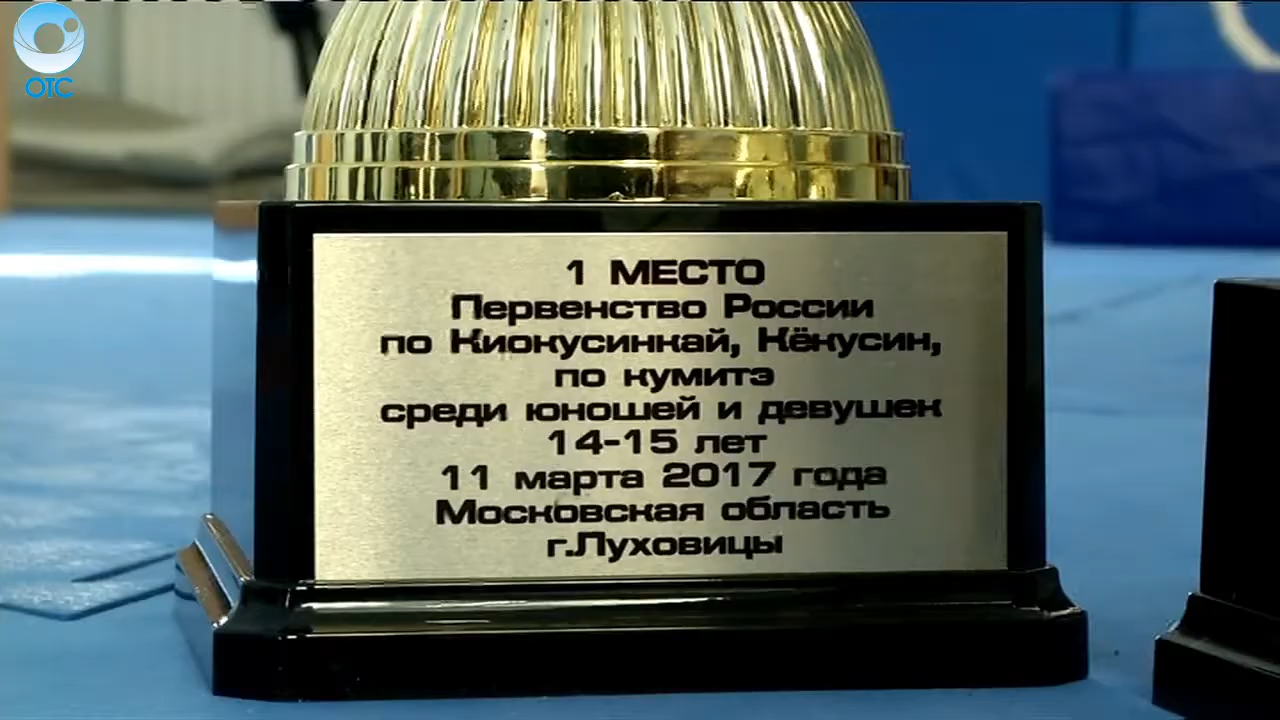 ОТС
1 МЕСТО
Первенство России
по Киокусинкай, Кёкусин,
по кумитэ
среди юношей и девушек
14-15 лет
11 марта 2017 года
Московская область
г.Луховицы